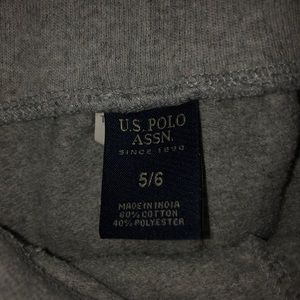 U.S. POLO
ASSN.
SINCE 1890
5/6
MADE IN INDIA
60% COTTON
40% POLYESTER